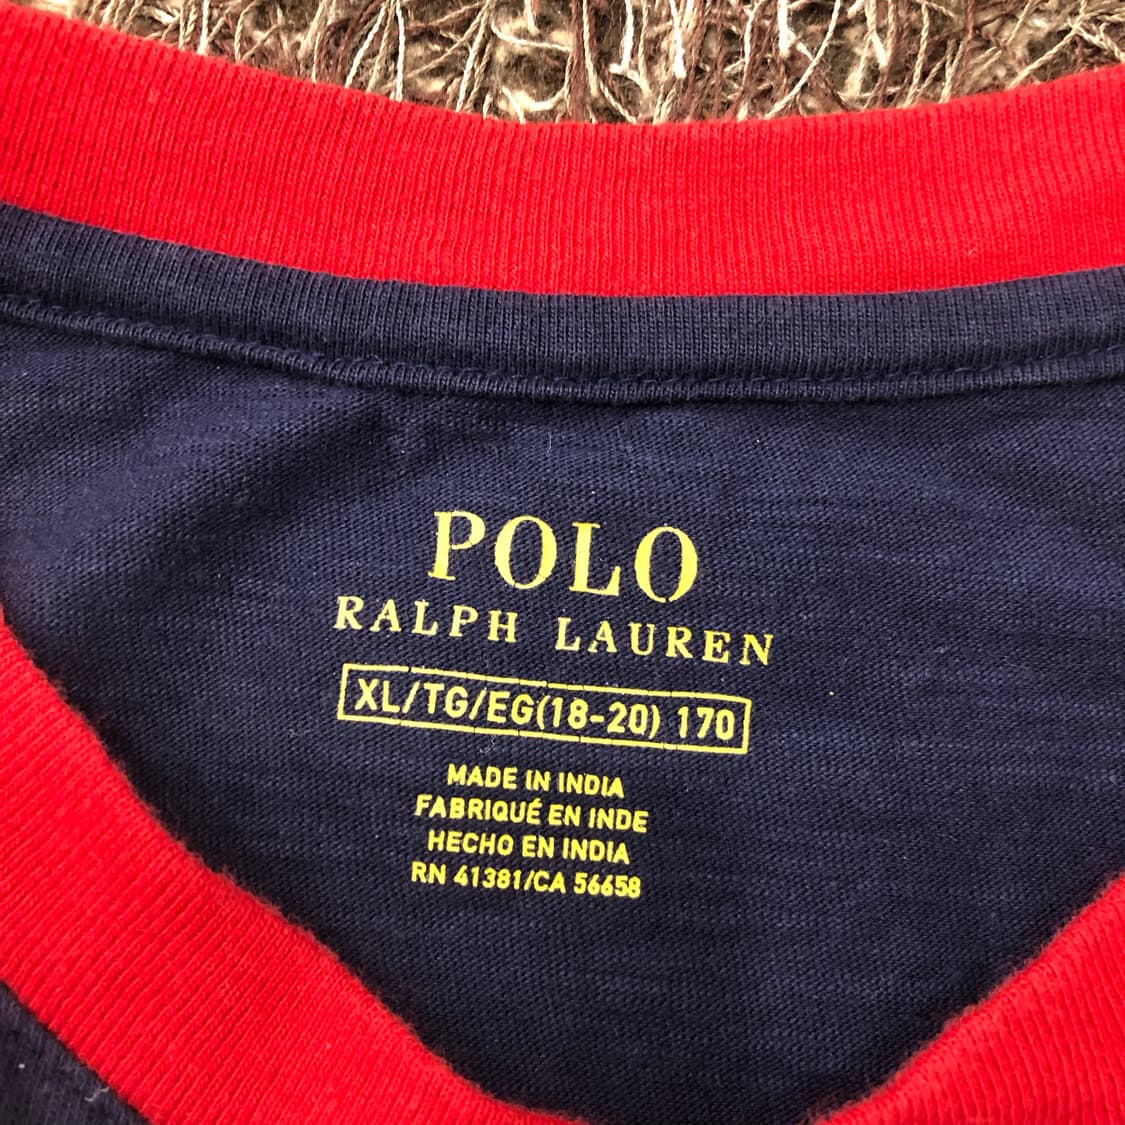 POLO
RALPH LAUREN
XL/TG/EG(18-20) 170
MADE IN INDIA
FABRIQUÉ EN INDE
HECHO EN INDIA
RN 41381/CA 56658